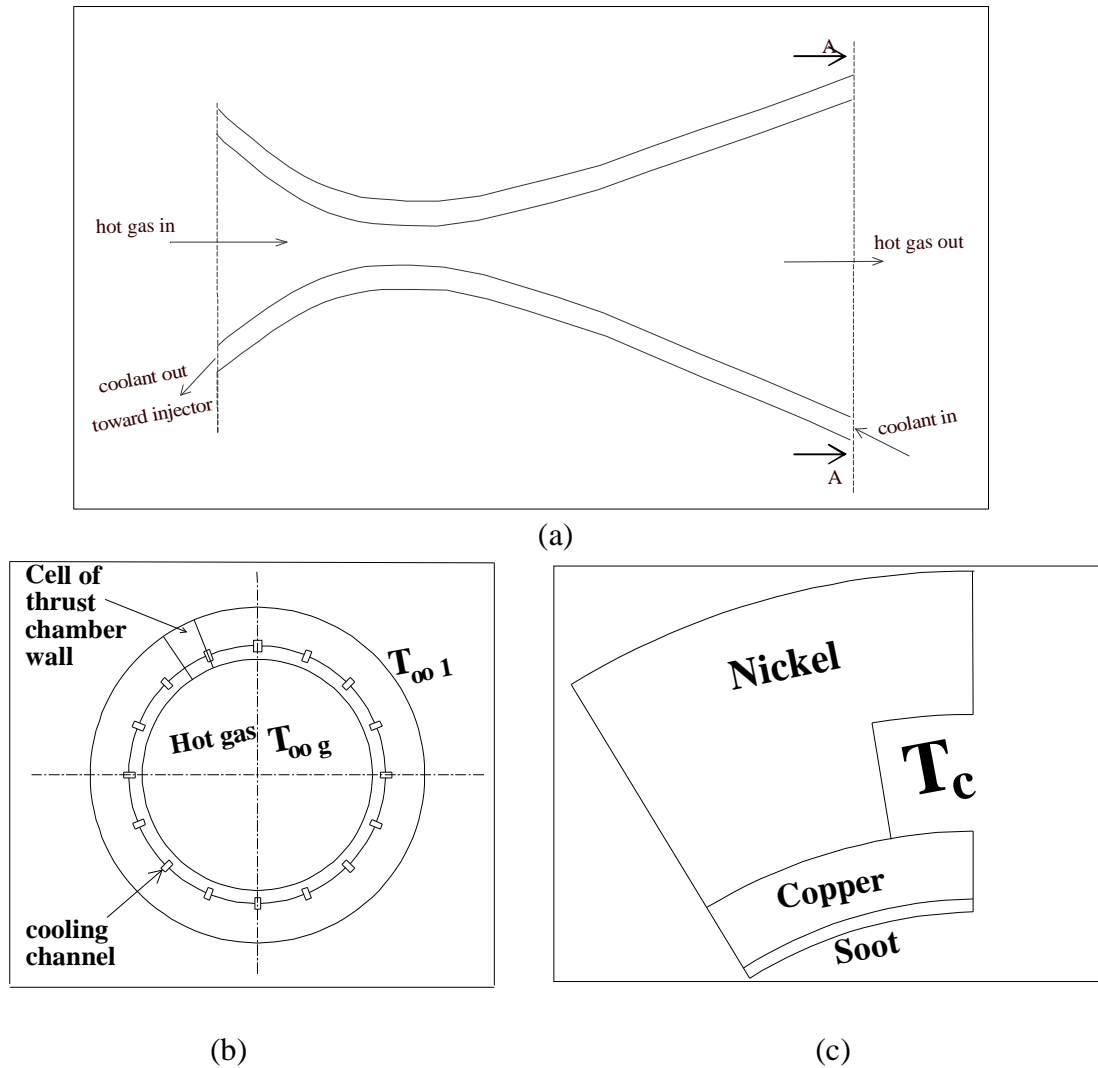 A
hot gas in
hot gas out
coolant out
toward injector
coolant in
A
(a)
Cell of
thrust
chamber
wall
T∞ 1
Hot gas T∞ g
cooling
channel
Nickel
Tc
Copper
Soot
(b)
(c)